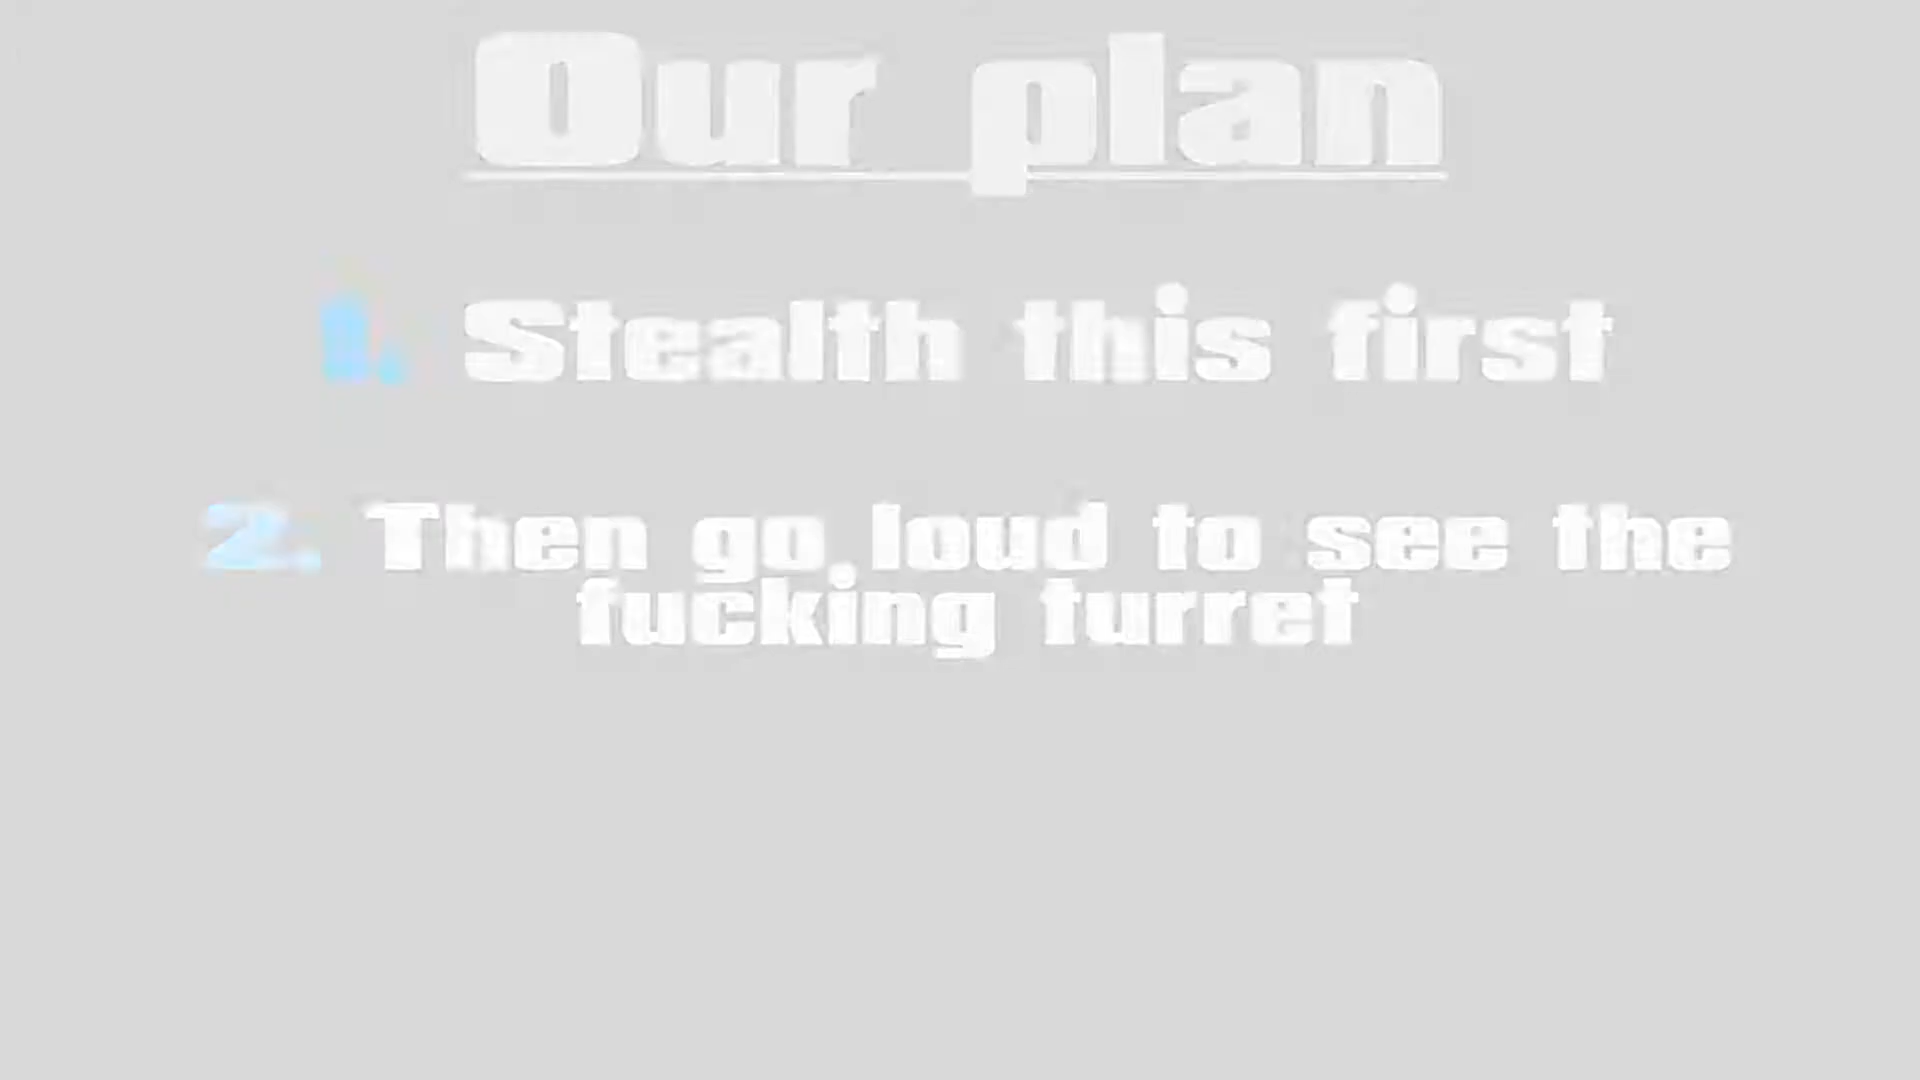 Our plan
1. Stealth this first
2. Then go loud to see the
fucking turret